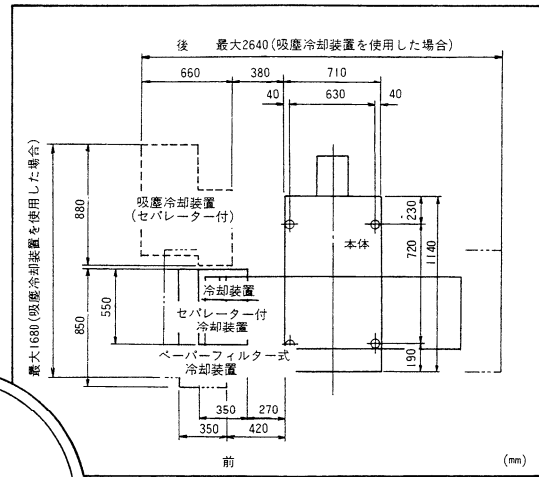 後 最大2640(吸塵冷却装置を使用した場合)
660 380 710
40 630 40
最大1680(吸塵冷却装置を使用した場合)
880
吸塵冷却装置
(セパレーター付)
230
本体
720
1140
850
550
冷却装置
セパレーター付
冷却装置
ペーパーフィルター式
冷却装置
190
350 270
350 420
前
(mm)